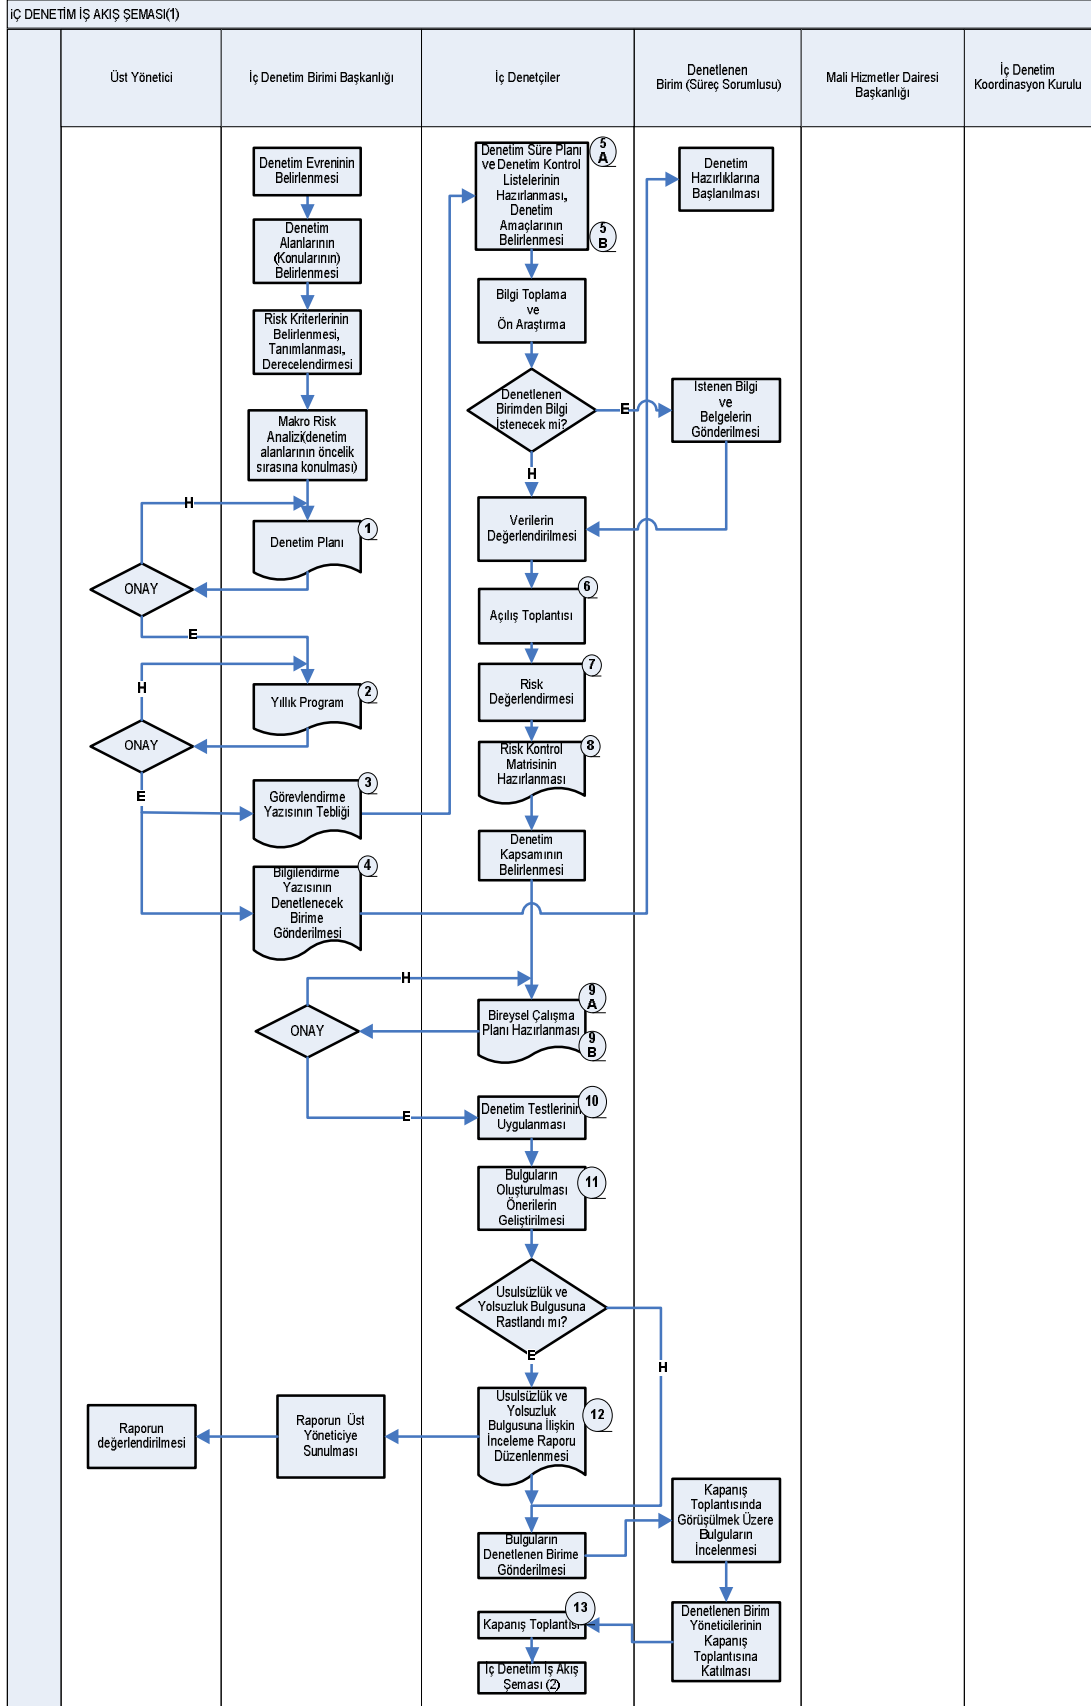 iÇ DENETİM İŞ AKIŞ ŞEMASI(1)
Üst Yönetici
İç Denetim Birimi Başkanlığı
İç Denetçiler
Denetlenen
Birim (Süreç Sorumlusu)
Mali Hizmetler Dairesi
Başkanlığı
İç Denetim
Koordinasyon Kurulu
Denetim Evreninin
Belirlenmesi
Denetim
Alanlarının
(Konularının)
Belirlenmesi
Risk Kriterlerinin
Belirlenmesi,
Tanımlanması,
Derecelendirmesi
Makro Risk
Analizi(denetim
alanlarının öncelik
sırasına konulması)
H
Denetim Planı
1
ONAY
E
H
Yıllık Program
2
ONAY
E
Görevlendirme
Yazısının Tebliği
3
Bilgilendirme
Yazısının
Denetlenecek
Birime
Gönderilmesi
4
Denetim Süre Planı
ve Denetim Kontrol
Listelerinin
Hazırlanması,
Denetim
Amaçlarının
Belirlenmesi
5
A
5
B
Denetim
Hazırlıklarına
Başlanılması
Bilgi Toplama
ve
Ön Araştırma
Denetlenen
Birimden Bilgi
İstenecek mi?
E
İstenen Bilgi
ve
Belgelerin
Gönderilmesi
H
Verilerin
Değerlendirilmesi
Açılış Toplantısı
6
Risk
Değerlendirmesi
7
Risk Kontrol
Matrisinin
Hazırlanması
8
Denetim
Kapsamının
Belirlenmesi
H
ONAY
Bireysel Çalışma
Planı Hazırlanması
9
A
9
B
E
Denetim Testlerinin
Uygulanması
10
Bulguların
Oluşturulması
Önerilerin
Geliştirilmesi
11
Usulsüzlük ve
Yolsuzluk Bulgusuna
Rastlandı mı?
E
H
Usulsüzlük ve
Yolsuzluk
Bulgusuna İlişkin
İnceleme Raporu
Düzenlenmesi
12
Raporun Üst
Yöneticiye
Sunulması
Raporun
değerlendirilmesi
Bulguların
Denetlenen Birime
Gönderilmesi
Kapanış
Toplantısında
Görüşülmek Üzere
Bulguların
İncelenmesi
Denetlenen Birim
Yöneticilerinin
Kapanış
Toplantısına
Katılması
Kapanış Toplantısı
13
İç Denetim İş Akış
Şeması (2)